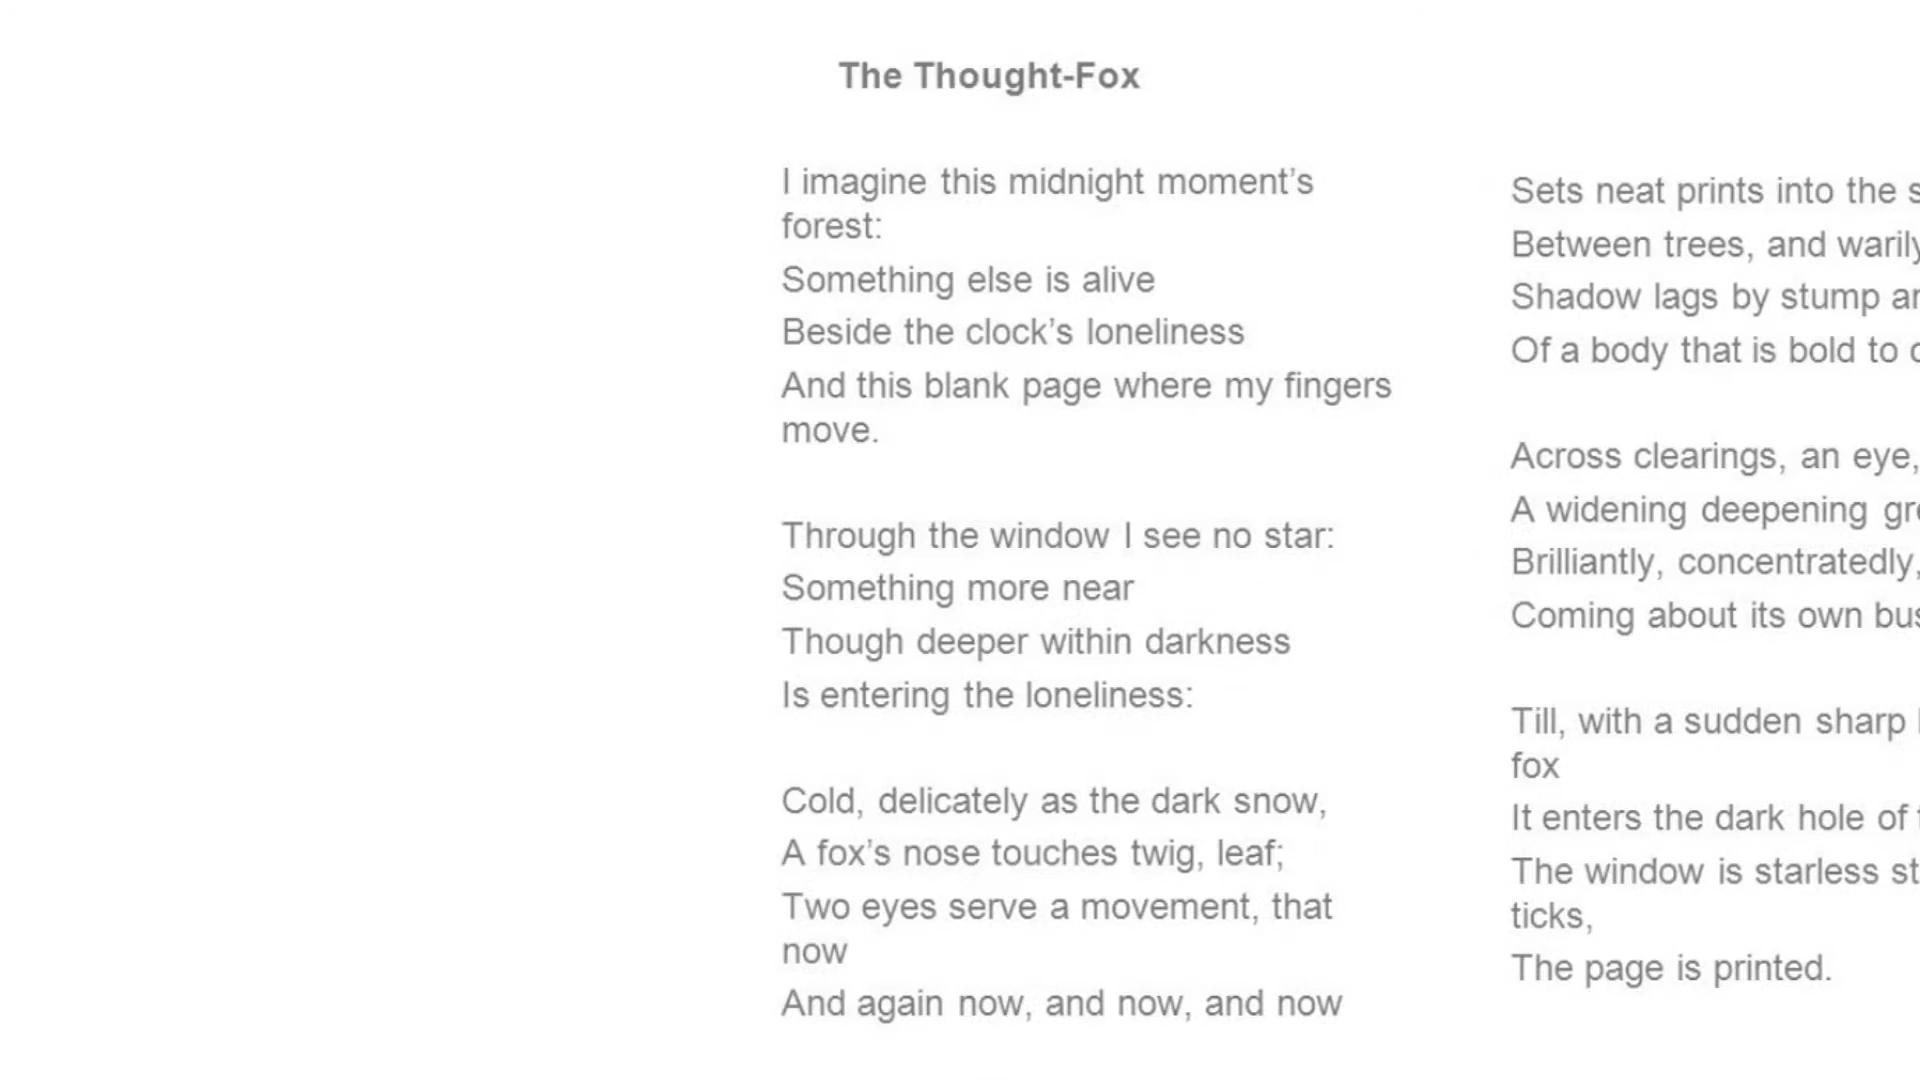 The Thought-Fox
I imagine this midnight moment’s
forest:
Something else is alive
Beside the clock’s loneliness
And this blank page where my fingers
move.
Through the window I see no star:
Something more near
Though deeper within darkness
Is entering the loneliness:
Cold, delicately as the dark snow,
A fox’s nose touches twig, leaf;
Two eyes serve a movement, that
now
And again now, and now, and now
Sets neat prints into the
Between trees, and warily
Shadow lags by stump
Of a body that is bold to
Across clearings, an eye,
A widening deepening
Brilliantly, concentratedly,
Coming about its own
Till, with a sudden sharp
fox
It enters the dark hole of
The window is starless
ticks,
The page is printed.